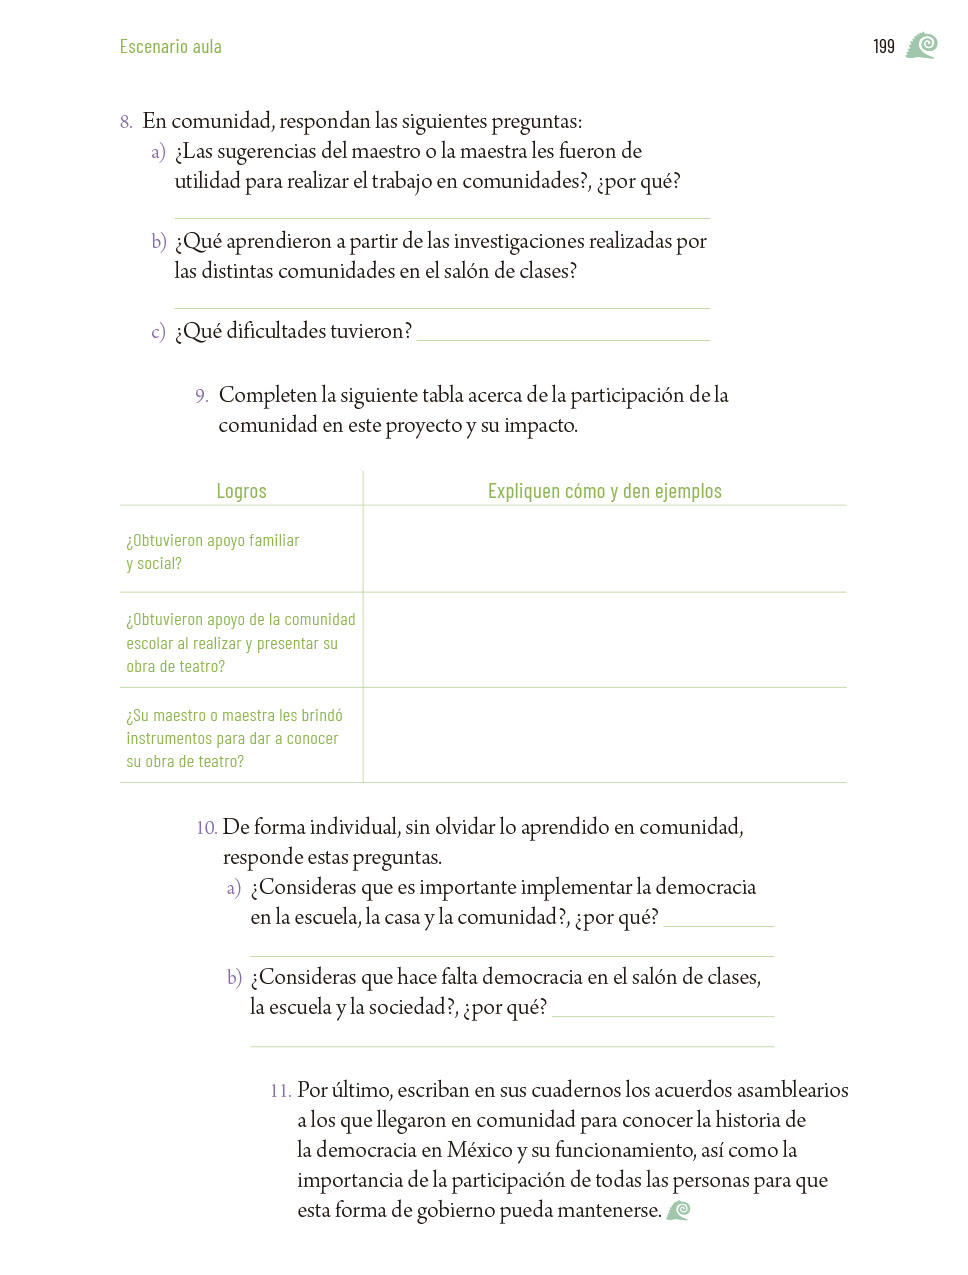 Escenario aula
199
8. En comunidad, respondan las siguientes preguntas:
a) ¿Las sugerencias del maestro o la maestra les fueron de
utilidad para realizar el trabajo en comunidades?, ¿por qué?
b) ¿Qué aprendieron a partir de las investigaciones realizadas por
las distintas comunidades en el salón de clases?
c) ¿Qué dificultades tuvieron?
9. Completen la siguiente tabla acerca de la participación de la
comunidad en este proyecto y su impacto.
Logros
Expliquen cómo y den ejemplos
¿Obtuvieron apoyo familiar
y social?
¿Obtuvieron apoyo de la comunidad
escolar al realizar y presentar su
obra de teatro?
¿Su maestro o maestra les brindó
instrumentos para dar a conocer
su obra de teatro?
10. De forma individual, sin olvidar lo aprendido en comunidad,
responde estas preguntas.
a) ¿Consideras que es importante implementar la democracia
en la escuela, la casa y la comunidad?, ¿por qué?
b) ¿Consideras que hace falta democracia en el salón de clases,
la escuela y la sociedad?, ¿por qué?
11. Por último, escriban en sus cuadernos los acuerdos asamblearios
a los que llegaron en comunidad para conocer la historia de
la democracia en México y su funcionamiento, así como la
importancia de la participación de todas las personas para que
esta forma de gobierno pueda mantenerse.